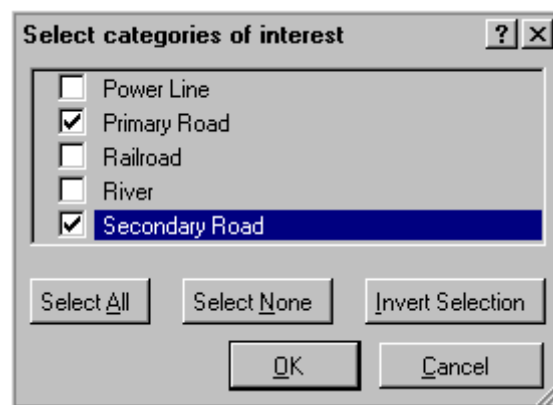 Select categories of interest
Power Line
Primary Road
Railroad
River
Secondary Road
Select All Select None Invert Selection
OK Cancel